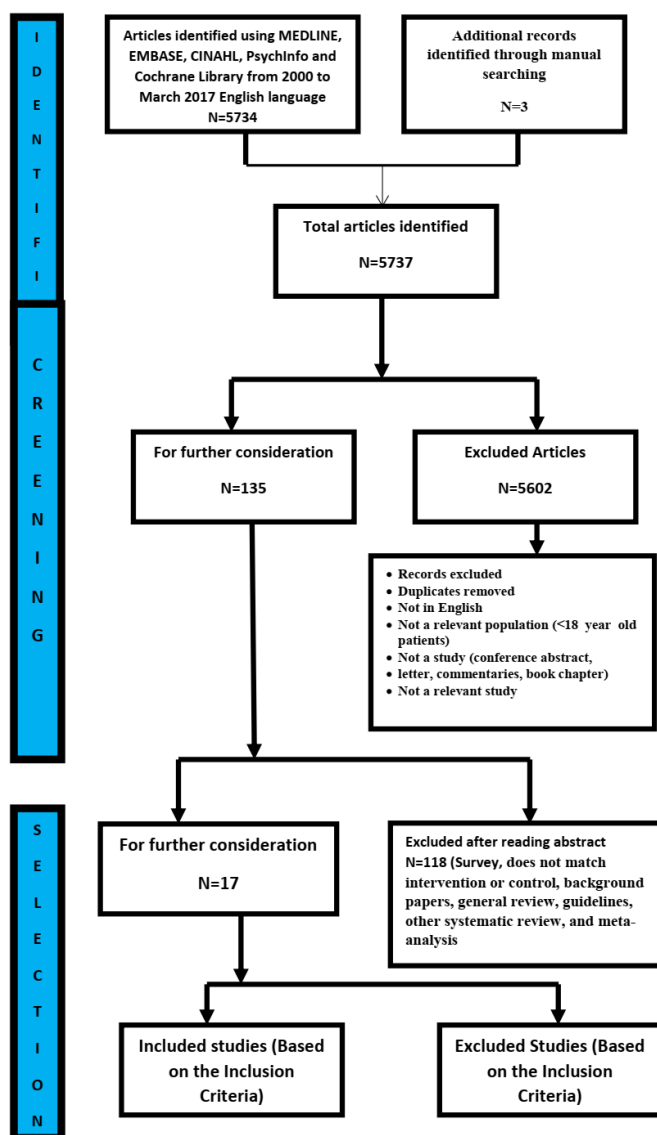 I
D
E
N
T
I
F
I
Articles identified using MEDLINE,
EMBASE, CINAHL, PsychInfo and
Cochrane Library from 2000 to
March 2017 English language
N=5734
Additional records
identified through manual
searching
N=3
Total articles identified
N=5737
C
R
E
E
N
I
N
G
For further consideration
N=135
Excluded Articles
N=5602
• Records excluded
• Duplicates removed
• Not in English
• Not a relevant population (<18 year old
patients)
• Not a study (conference abstract,
• letter, commentaries, book chapter)
• Not a relevant study
S
E
L
E
C
T
I
O
N
For further consideration
N=17
Excluded after reading abstract
N=118 (Survey, does not match
intervention or control, background
papers, general review, guidelines,
other systematic review, and meta-
analysis
Included studies (Based
on the Inclusion
Criteria)
Excluded Studies (Based
on the Inclusion
Criteria)